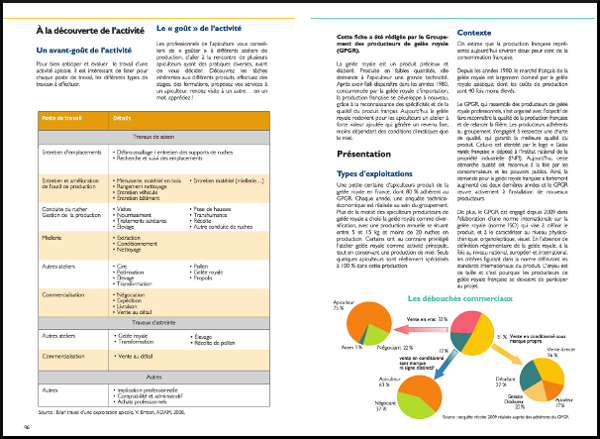 À la découverte de l'activité
Un avant-goût de l'activité
Pour bien anticiper et évaluer le travail d'une
activité apicole, il est intéressant de lister pour
chaque poste de travail, les différents types de
travaux à effectuer.
Le « goût » de l'activité
Les professionnels de l'apiculture vous conseil-
lent de « goûter » à différents ateliers de
production, d'aller à la rencontre de plusieurs
apiculteurs ayant des pratiques diverses, avant
de vous décider. Découvrez les tâches
inhérentes aux différents produits, effectuez des
stages, des formations, proposez vos services à
un apiculteur, rendez visite à un autre… en un
mot, appréciez !
Poste de travail
Détails
Travaux de saison
Entretien d'emplacements
• Débroussaillage / entretien des supports de ruches
• Recherche et suivi des emplacements
Entretien et amélioration
de l'outil de production
• Menuiserie, matériel en bois
• Rangement nettoyage
• Entretien véhicule
• Entretien bâtiment
• Entretien matériel (miellerie…)
Conduite du rucher
Gestion de la production
• Visites
• Nourrissement
• Traitements sanitaires
• Élevage
• Pose de hausses
• Transhumance
• Récolte
• Autre conduite de ruches
Miellerie
• Extraction
• Conditionnement
• Nettoyage
Autres ateliers
• Cire
• Pollinisation
• Élevage
• Transformation
• Pollen
• Gelée royale
• Propolis
Commercialisation
• Négociation
• Expédition
• Livraison
• Vente au détail
Travaux d'astreinte
Autres ateliers
• Gelée royale
• Transformation
• Élevage
• Récolte de pollen
Commercialisation
• Vente au détail
Autres
Autres
• Implication professionnelle
• Comptabilité et administratif
• Achats professionnels
Source : Bilan travail d'une exploitation apicole, V. Britten, ADAM, 2008.
46
Cette fiche a été rédigée par le Groupe-
ment des producteurs de gelée royale
(GPGR).
La gelée royale est un produit précieux et
élaboré. Produite en faibles quantités, elle
demande à l'apiculteur une grande technicité.
Après avoir failli disparaître dans les années 1980,
concurrencée par la gelée royale d'importation,
la production française se développe à nouveau,
grâce à la reconnaissance des spécificités et de la
qualité du produit français. Aujourd'hui, la gelée
royale redevient pour les apiculteurs un atelier à
forte valeur ajoutée qui génère un revenu fixe,
moins dépendant des conditions climatiques que
le miel.
Présentation
Types d'exploitations
Une petite centaine d'apiculteurs produit de la
gelée royale en France, dont 80 % adhèrent au
GPGR. Chaque année, une enquête technico-
économique est réalisée au sein du groupement.
Plus de la moitié des apiculteurs producteurs de
gelée royale a choisi la gelée royale comme diver-
sification, avec une production annuelle se situant
entre 5 et 15 kg et moins de 20 ruches en
production. Certains ont au contraire privilégié
l'atelier gelée royale comme activité principale,
tout en conservant une production de miel. Seuls
quelques apiculteurs sont réellement spécialisés
à 100 % dans cette production.
Contexte
On estime que la production française repré-
sente aujourd'hui environ deux pour cent de la
consommation française.
Depuis les années 1980, le marché français de la
gelée royale est largement dominé par la gelée
royale asiatique, dont les coûts de production
sont 40 fois moins élevés.
Le GPGR, qui rassemble des producteurs de gelée
royale professionnels, s'est organisé avec l'objectif de
faire reconnaître la qualité de la production française
et de relancer la filière. Les producteurs adhérents
au groupement s'engagent à respecter une charte
de qualité, qui garantit la meilleure qualité du
produit. Celui-ci est identifié par le logo « Gelée
royale française » déposé à l'Institut national de la
propriété industrielle (INPI). Aujourd'hui, cette
démarche qualité est reconnue à la fois par les
consommateurs et les pouvoirs publics. Ainsi, la
demande pour la gelée royale française a fortement
augmenté ces deux dernières années et le GPGR
œuvre activement à l'installation de nouveaux
producteurs.
De plus, le GPGR est engagé depuis 2009 dans
l'élaboration d'une norme internationale sur la
gelée royale (norme ISO) qui vise à définir le
produit, et à le caractériser au niveau physico-
chimique, organoleptique, visuel. En l'absence de
définition réglementaire de la gelée royale, à la
fois au niveau national, européen et international,
les critères figurant dans la norme définiront les
standards internationaux du produit. L'enjeu est
de taille et c'est pourquoi les producteurs de
gelée royale française se doivent de participer
au projet.
Les débouchés commerciaux
Apiculteur
75 %
Autre 3 %
Négociant 22 %
Vente en vrac
Vente en conditionné
sans marque
ni signe distinctif
Vente en conditionné sous
marque propre
Apiculteur
63 %
Négociant
37 %
Vente directe
Détaillant
Apiculteur
Source : enquête récolte 2009 réalisée auprès des adhérents du GPGR